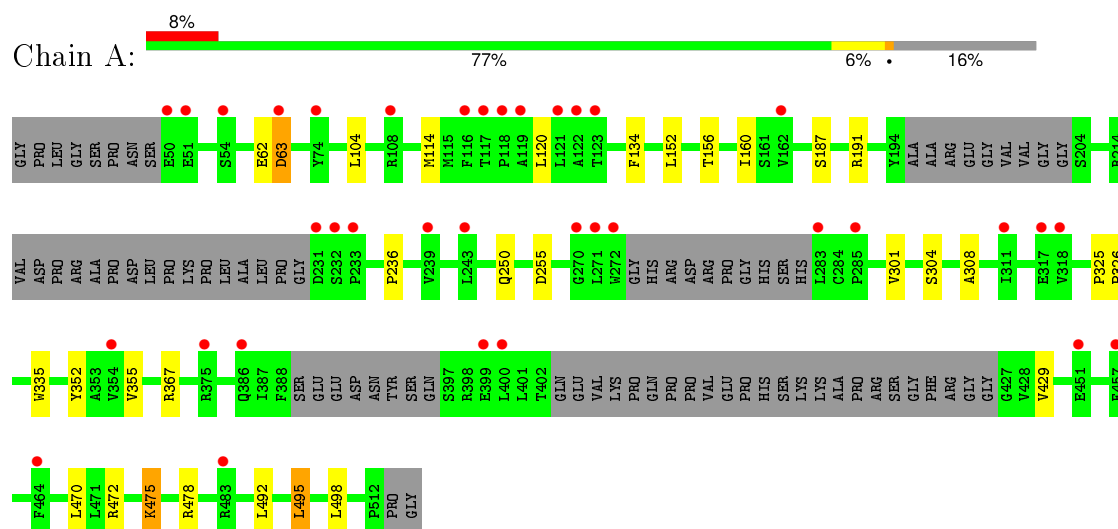 8%
Chain A:
77% 6% • 16%
GLY PRO LEU GLY SER PRO ASN SER E50 E51 S54 E62 D63 Y74 L104 R108 M114 M115 F116 T117 P118 A119 L120 L121 A122 T123 F134 L152 T156 I160 S161 V162 S187 R191 Y194 ALA ALA ARG GLU GLY VAL VAL GLY GLY S204 R214
VAL ASP PRO ARG ALA PRO ASP LEU PRO LYS PRO LEU ALA LEU PRO GLY D231 S232 P233 P236 V239 L243 Q250 D255 G270 L271 W272 GLY HIS ARG ASP ARG PRO GLY HIS SER HIS L283 C284 P285 V301 S304 A308 I311 E317 V318 P325
W335 Y352 A353 V354 V355 R367 R375 Q386 I387 F388 SER GLU GLU ASP ASN TYR SER GLN S397 R398 E399 L400 L401 T402 GLN GLU VAL LYS PRO GLN PRO PRO VAL GLU PRO HIS SER LYS LYS ALA PRO ARG SER GLY PHE ARG GLY GLY G427 V428 V429 E451
F464 L470 L471 R472 K475 R478 R483 L492 L495 L498 P512 PRO GLY